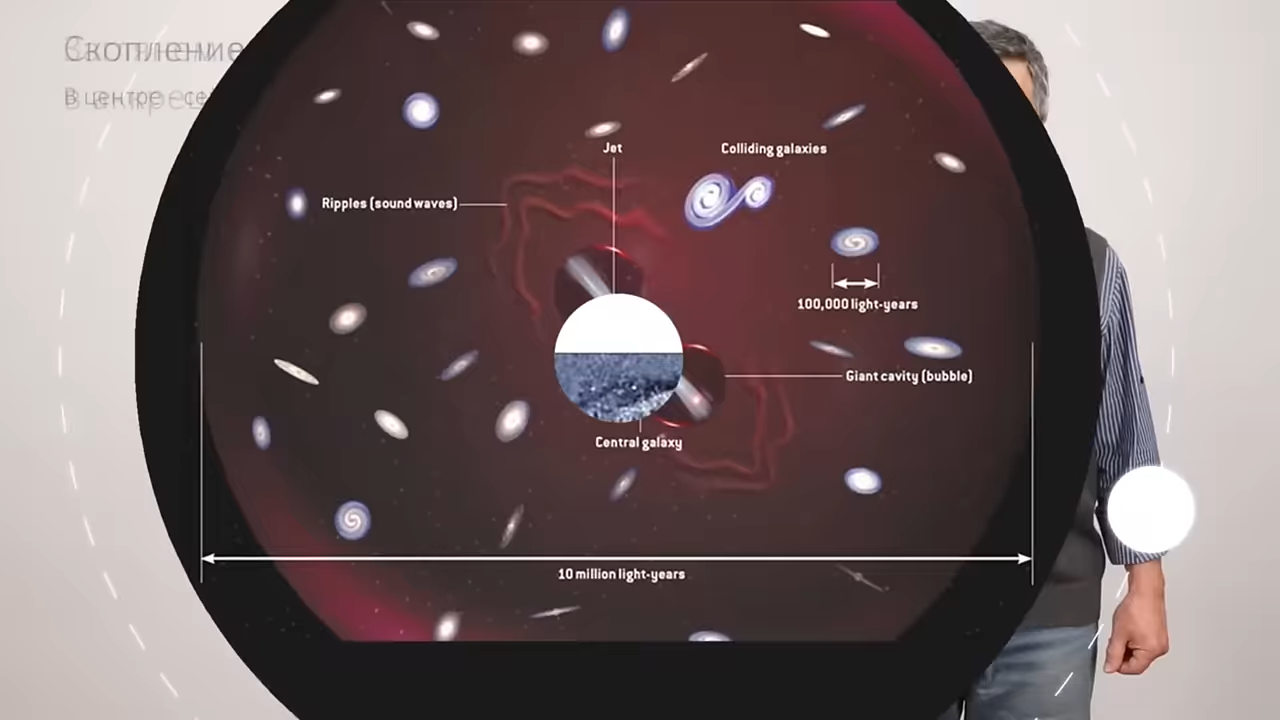 Скопление
В центре
Jet
Colliding galaxies
Ripples (sound waves)
100,000 light-years
Giant cavity (bubble)
Central galaxy
10 million light-years